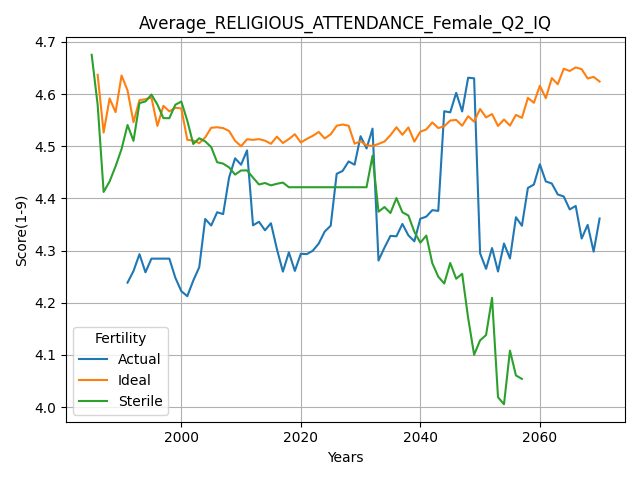 Average_RELIGIOUS_ATTENDANCE_Female_Q2_IQ
Score(1-9)
4.7
4.6
4.5
4.4
4.3
4.2
4.1
4.0
Fertility
Actual
Ideal
Sterile
2000 2020 2040 2060
Years